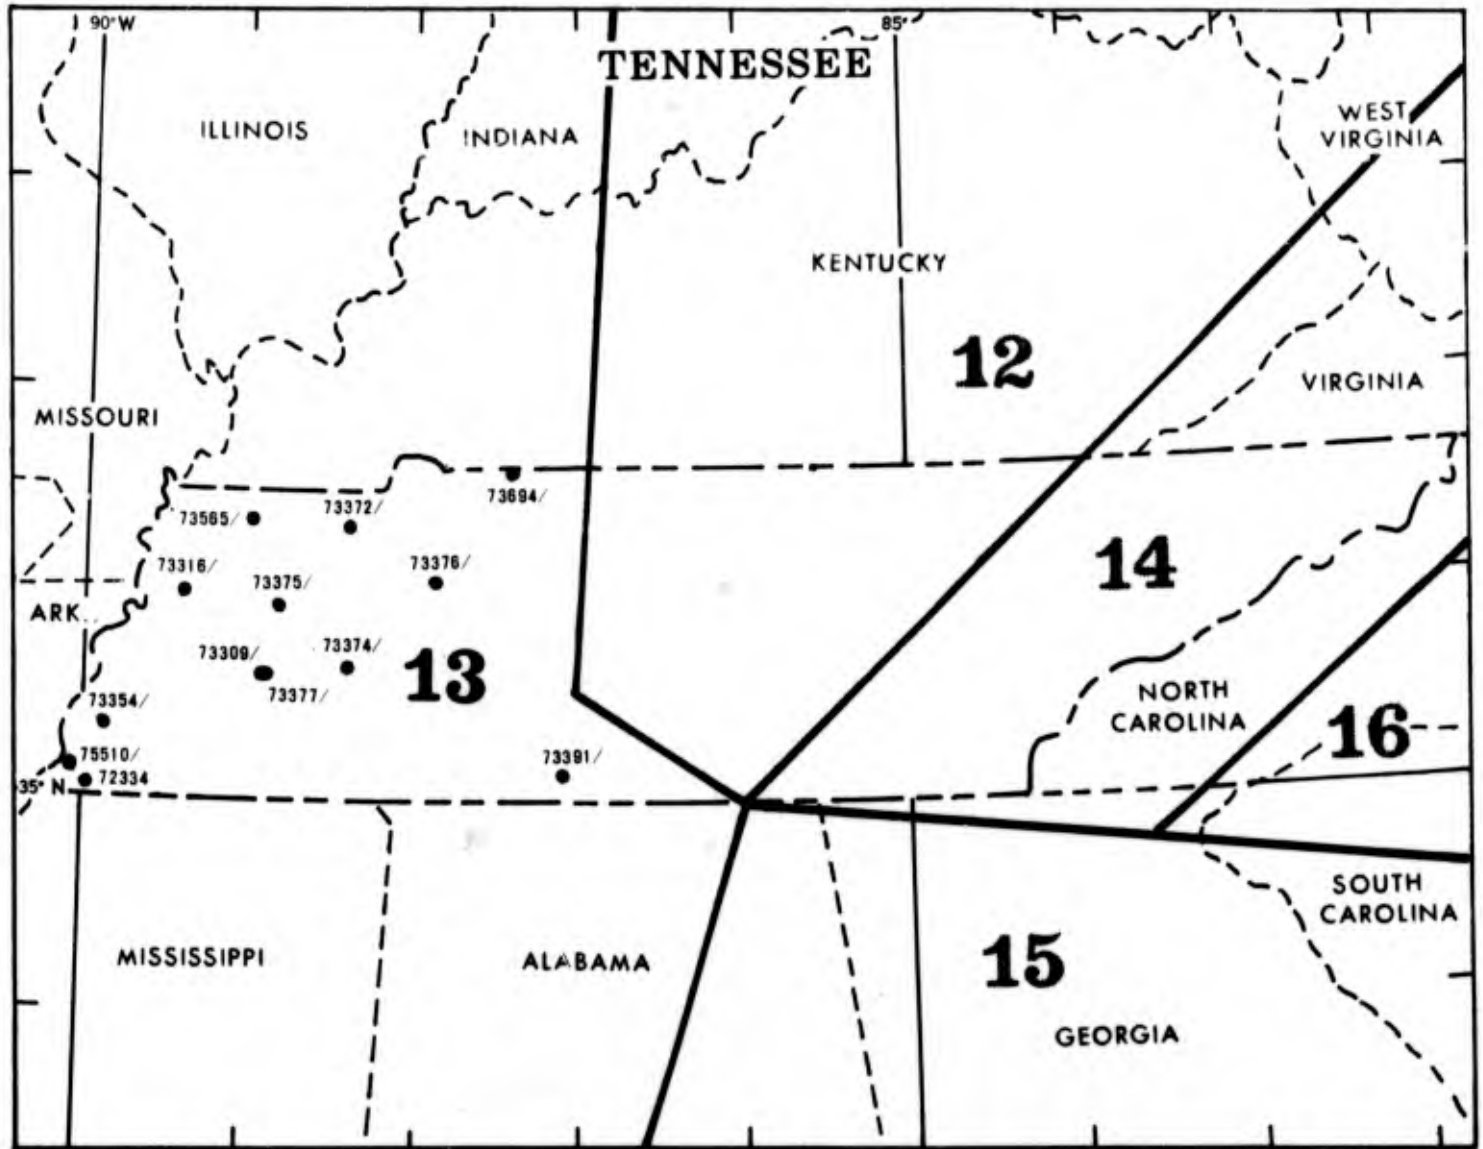 90°W
85°
TENNESSEE
ILLINOIS
INDIANA
WEST
VIRGINIA
KENTUCKY
12
VIRGINIA
MISSOURI
73694/
73565/
73372/
73316/
73375/
73376/
14
ARK.
73309/
73374/
13
73377/
NORTH
CAROLINA
73354/
16
75510/
73391/
72334
35° N
SOUTH
CAROLINA
MISSISSIPPI
ALABAMA
15
GEORGIA